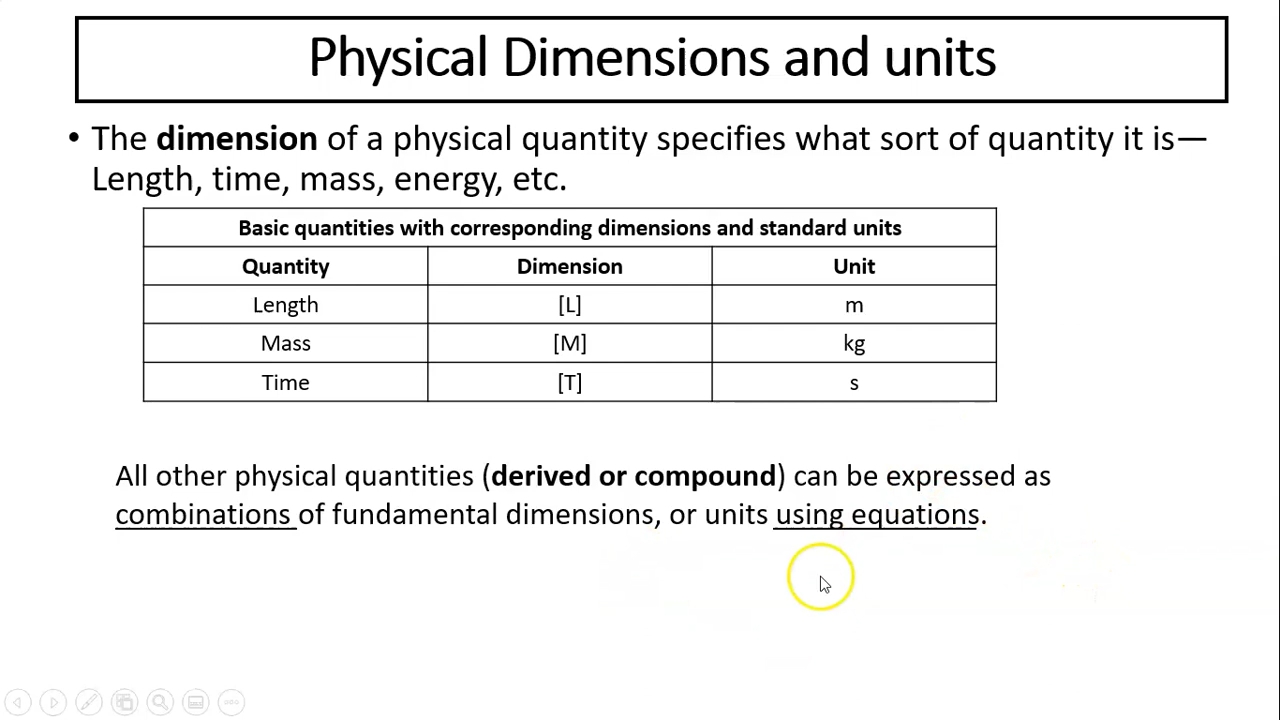 Physical Dimensions and units
• The dimension of a physical quantity specifies what sort of quantity it is—
Length, time, mass, energy, etc.
Basic quantities with corresponding dimensions and standard units
Quantity Dimension Unit
Length [L] m
Mass [M] kg
Time [T] s
All other physical quantities (derived or compound) can be expressed as
combinations of fundamental dimensions, or units using equations.